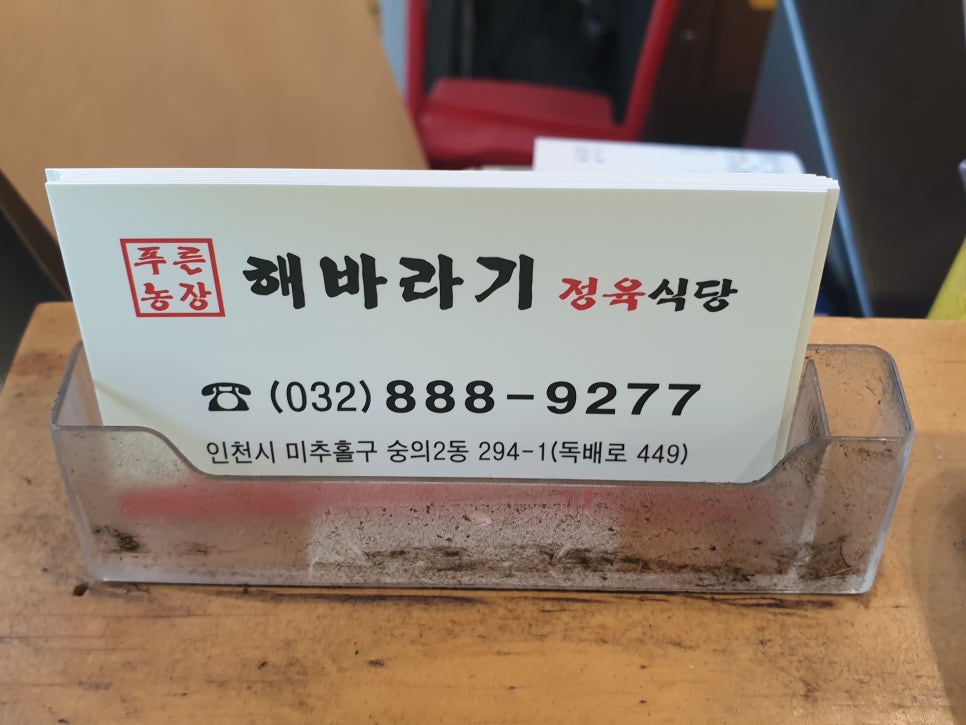 푸른
농장
해바라기 정육식당
☎ (032) 888-9277
인천시 미추홀구 숭의2동 294-1(독배로 449)